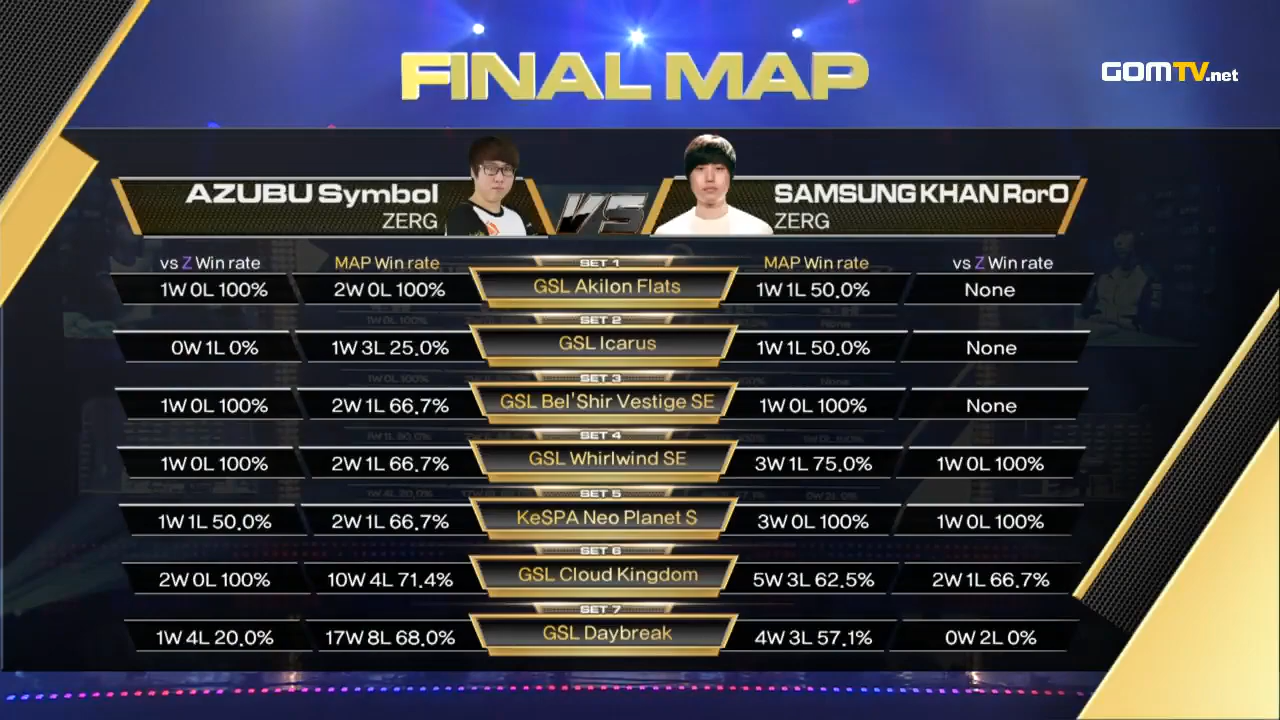 FINAL MAP
GOMTV.net
AZUBU Symbol
ZERG
VS
SAMSUNG KHAN RorO
ZERG
vs Z Win rate MAP Win rate SET 1 MAP Win rate vs Z Win rate
1W 0L 100% 2W 0L 100% GSL Akilon Flats 1W 1L 50.0% None
SET 2
0W 1L 0% 1W 3L 25.0% GSL Icarus 1W 1L 50.0% None
SET 3
1W 0L 100% 2W 1L 66.7% GSL Bel'Shir Vestige SE 1W 0L 100% None
SET 4
1W 0L 100% 2W 1L 66.7% GSL Whirlwind SE 3W 1L 75.0% 1W 0L 100%
SET 5
1W 1L 50.0% 2W 1L 66.7% KeSPA Neo Planet S 3W 0L 100% 1W 0L 100%
SET 6
2W 0L 100% 10W 4L 71.4% GSL Cloud Kingdom 5W 3L 62.5% 2W 1L 66.7%
SET 7
1W 4L 20.0% 17W 8L 68.0% GSL Daybreak 4W 3L 57.1% 0W 2L 0%